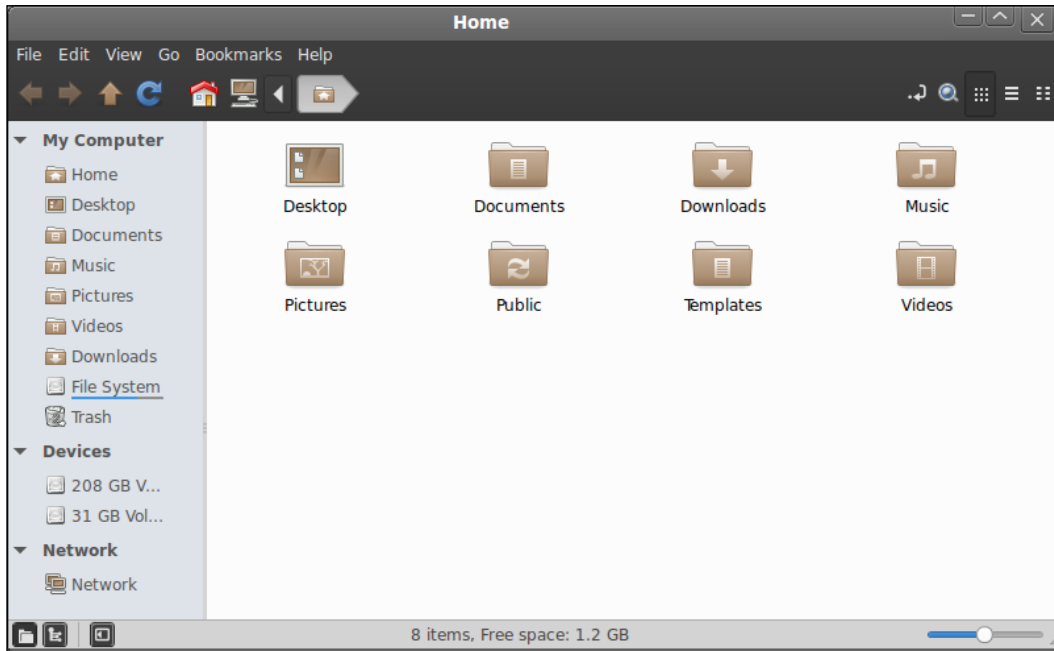 Home
File Edit View Go Bookmarks Help
My Computer
Home
Desktop
Documents
Music
Pictures
Videos
Downloads
File System
Trash
Devices
208 GB V...
31 GB Vol...
Network
Network
Desktop Documents Downloads Music
Pictures Public Templates Videos
8 items, Free space: 1.2 GB